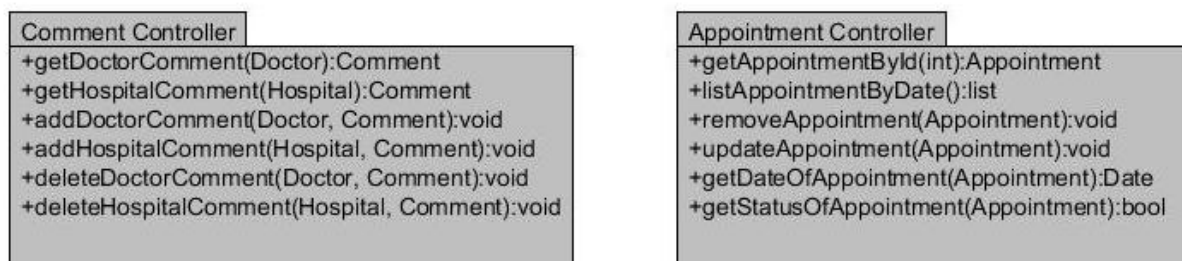 Comment Controller
+getDoctorComment(Doctor):Comment
+getHospitalComment(Hospital):Comment
+addDoctorComment(Doctor, Comment):void
+addHospitalComment(Hospital, Comment):void
+deleteDoctorComment(Doctor, Comment):void
+deleteHospitalComment(Hospital, Comment):void
Appointment Controller
+getAppointmentById(int):Appointment
+listAppointmentByDate():list
+removeAppointment(Appointment):void
+updateAppointment(Appointment):void
+getDateOfAppointment(Appointment):Date
+getStatusOfAppointment(Appointment):bool